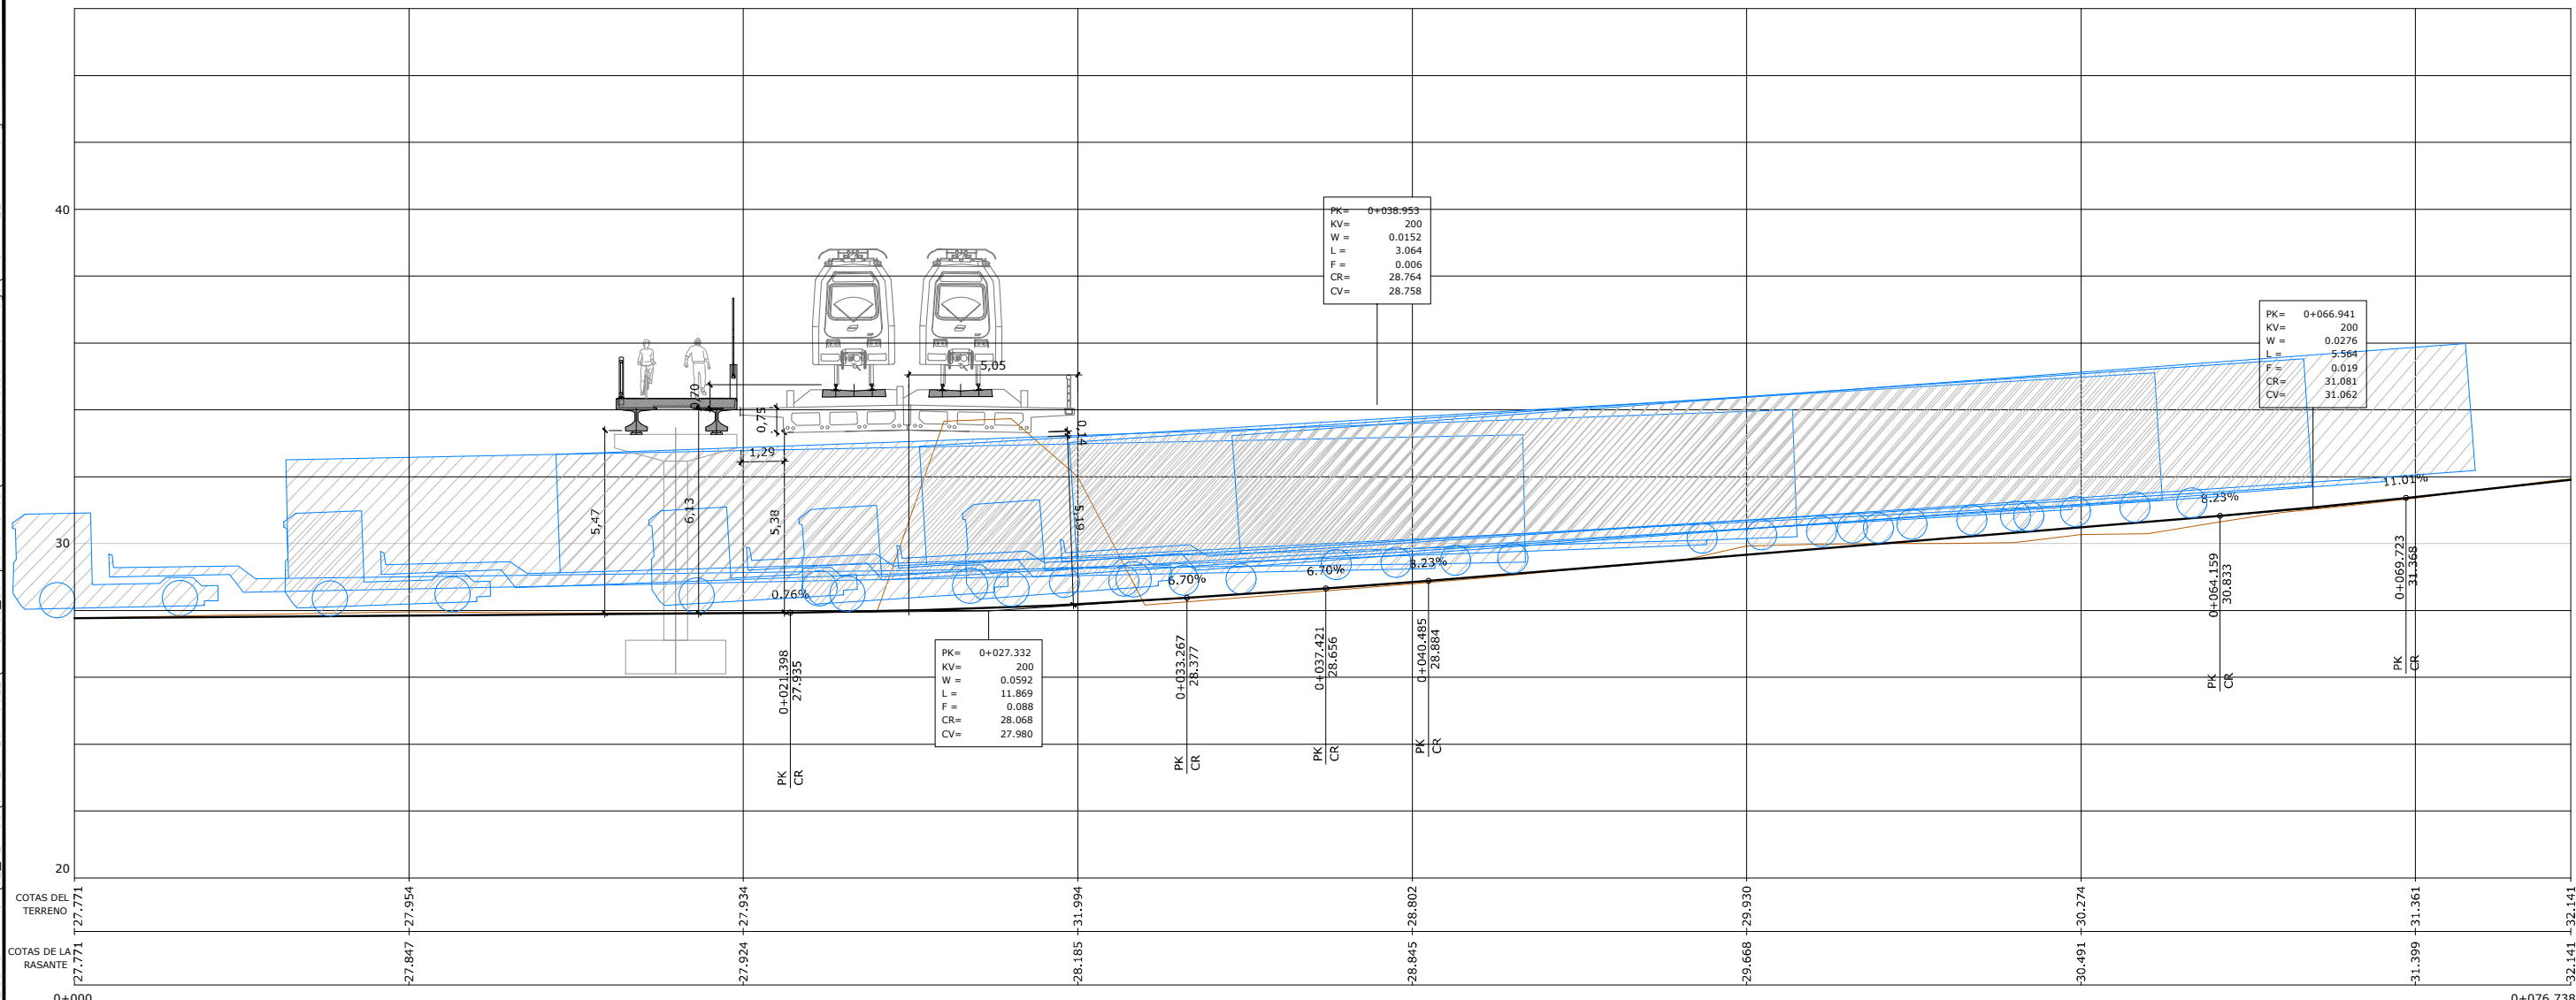 40
30
20
PK= 0+038.953
KV= 200
W = 0.0152
L = 3.064
F = 0.006
CR= 28.764
CV= 28.758
PK= 0+066.941
KV= 200
W = 0.0276
L = 5.564
F = 0.019
CR= 31.081
CV= 31.062
5,05
0,70
0,75
0,14
1,29
5,47
6,13
5,38
5,19
0.76%
6.70%
6.70%
8.23%
8.23%
11.01%
PK= 0+027.332
KV= 200
W = 0.0592
L = 11.869
F = 0.088
CR= 28.068
CV= 27.980
PK 0+021.398
CR 27.935
PK 0+033.267
CR 28.377
PK 0+037.421
CR 28.656
PK 0+040.485
CR 28.884
PK 0+064.159
CR 30.833
PK 0+069.723
CR 31.368
COTAS DEL
TERRENO
27.771 27.954 27.934 31.994 28.802 29.930 30.274 31.361 32.141
COTAS DE LA
RASANTE
27.771 27.847 27.924 28.185 28.845 29.668 30.491 31.399 32.141
0+000 0+076.738